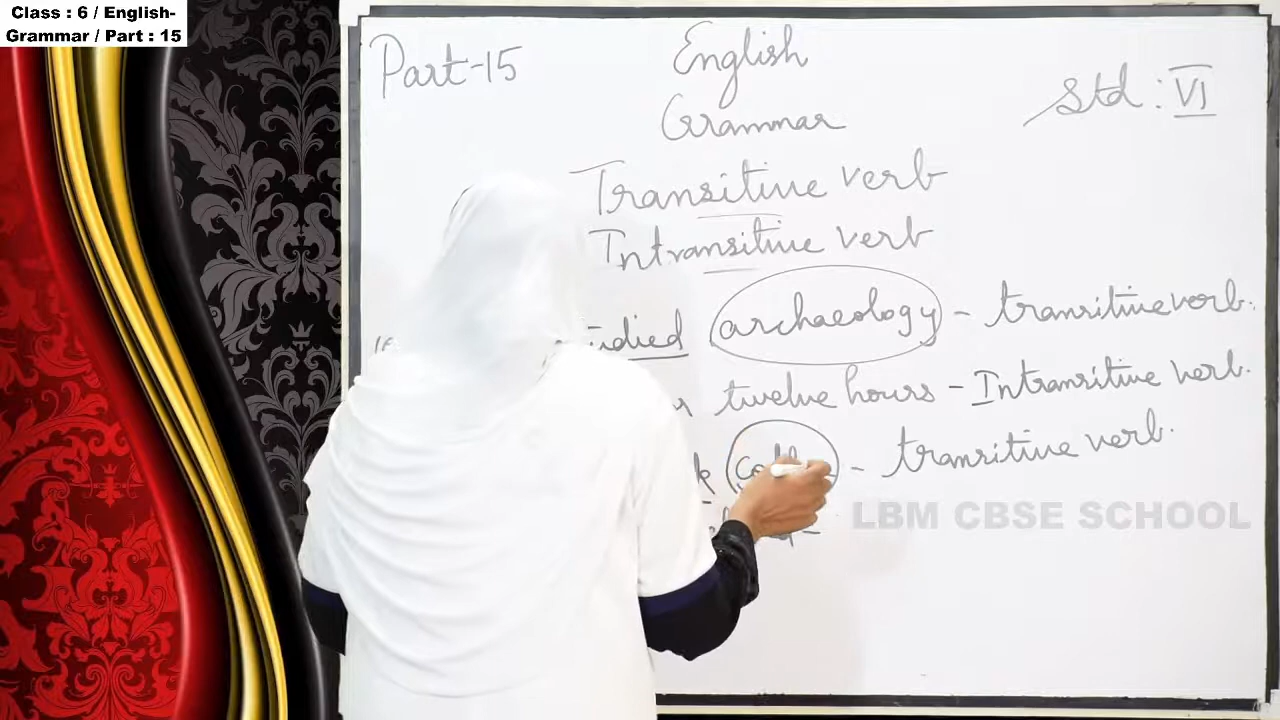 Class : 6 / English-
Grammar / Part : 15
Part-15
English
Grammar
Std : VI
Transitive verb
Intransitive verb
archaeology - transitive verb.
twelve hours - Intransitive verb.
- transitive verb.
LBM CBSE SCHOOL